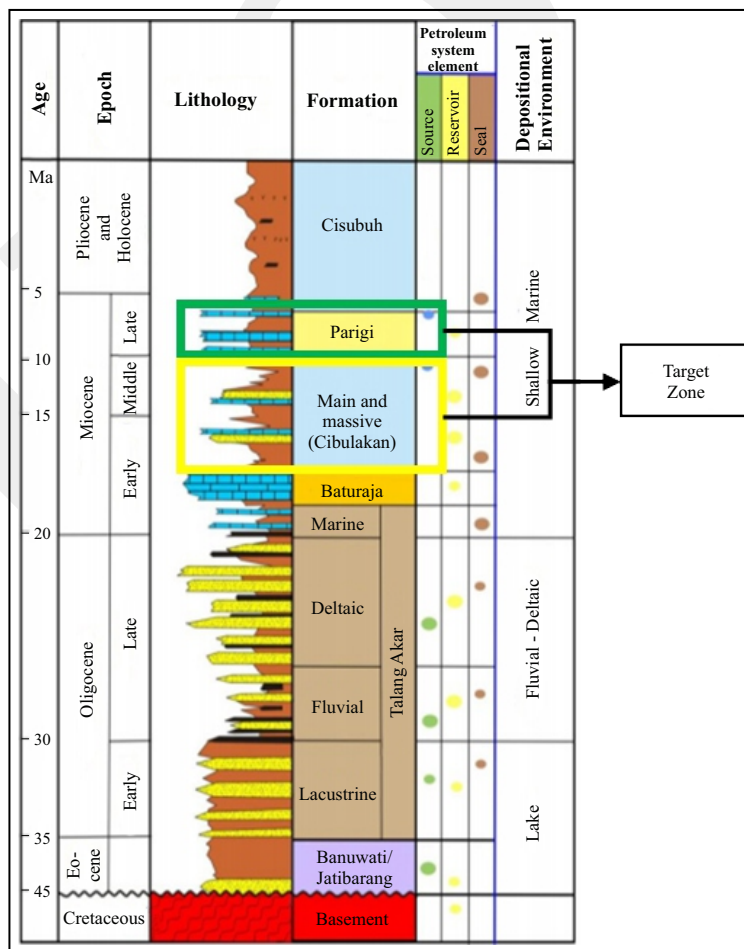 Age
Epoch
Lithology
Formation
Petroleum
system
element
Source
Reservoir
Seal
Depositional
Environment
Ma
Pliocene
and
Holocene
Cisubuh
5
Miocene
Late
Parigi
Marine
Shallow
Target
Zone
10
Middle
Main and
massive
(Cibulakan)
15
Early
Baturaja
Marine
20
Oligocene
Late
Deltaic
Talang Akar
Fluvial - Deltaic
Fluvial
30
Early
Lacustrine
Lake
35
Eo-
cene
Banuwati/
Jatibarang
45
Cretaceous
Basement